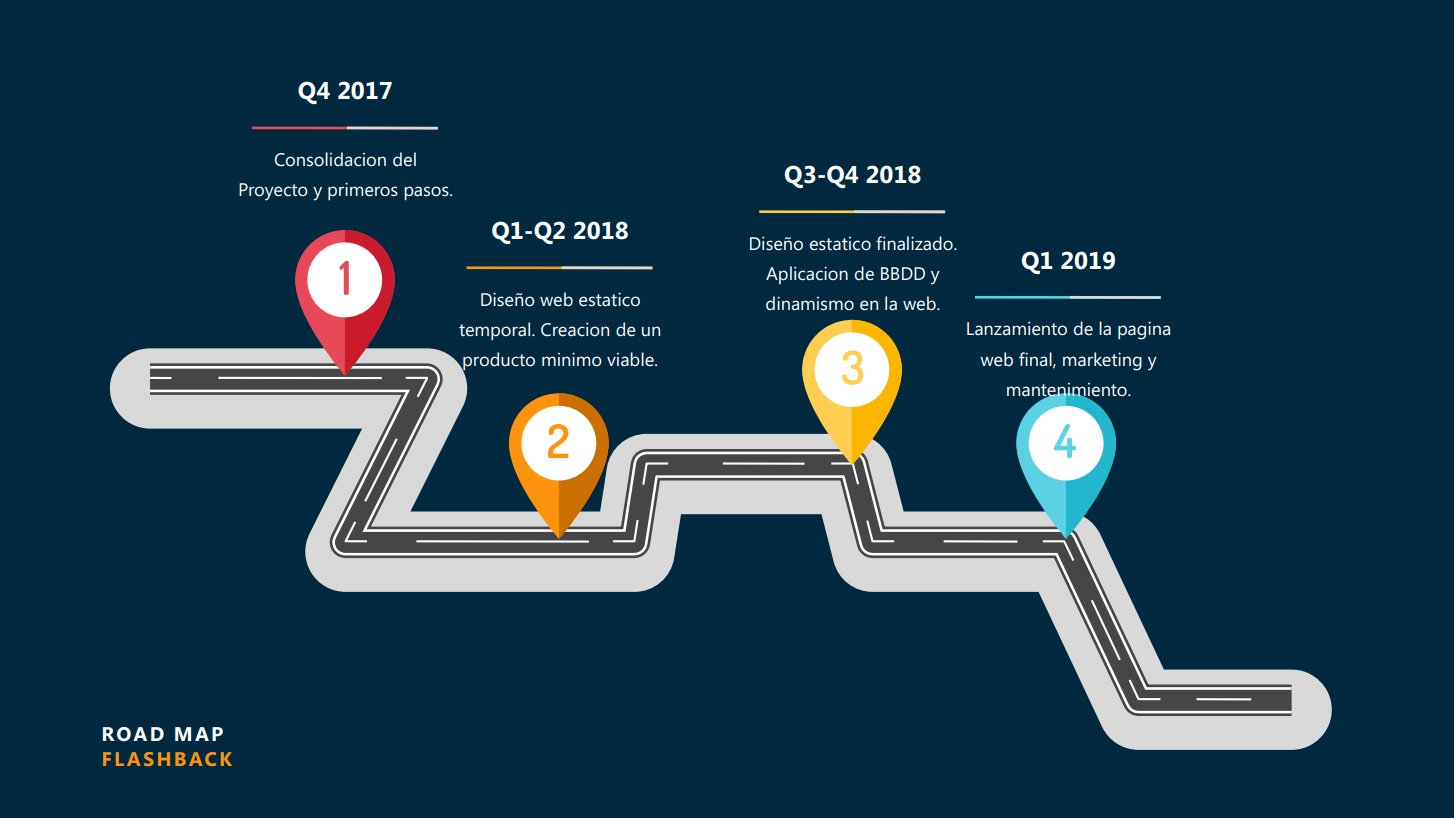 Q4 2017
Consolidacion del
Proyecto y primeros pasos.
1
Q1-Q2 2018
Diseño web estatico
temporal. Creacion de un
producto minimo viable.
2
Q3-Q4 2018
Diseño estatico finalizado.
Aplicacion de BBDD y
dinamismo en la web.
3
Q1 2019
Lanzamiento de la pagina
web final, marketing y
mantenimiento.
4
ROAD MAP
FLASHBACK